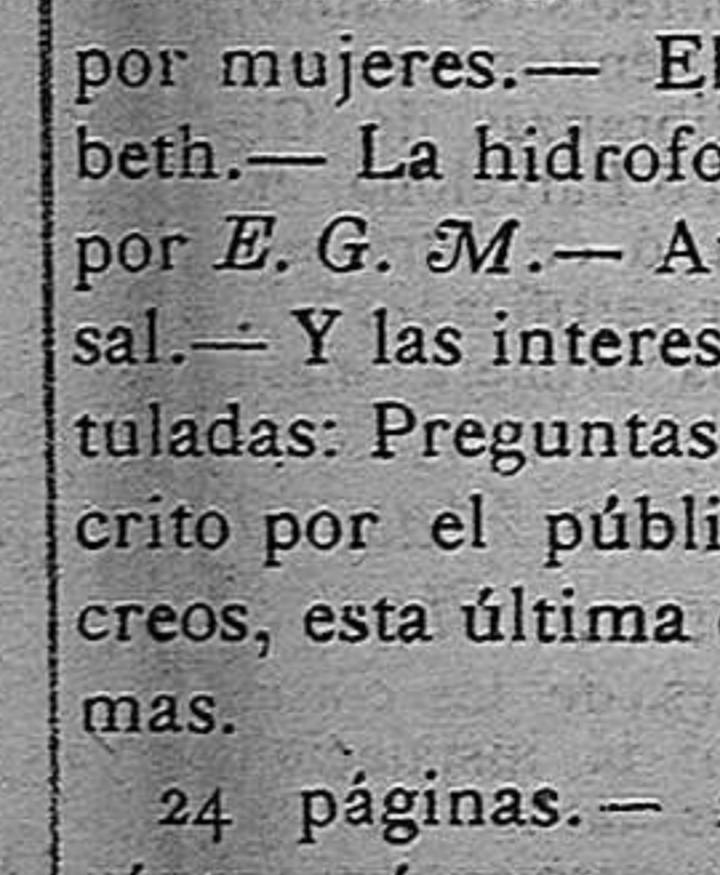 por mujeres.— El
beth.— La hidrofo
por E. G. M.— A
sal.— Y las interes
tuladas: Preguntas
crito por el públi
creos, esta última
mas.
24 páginas.—